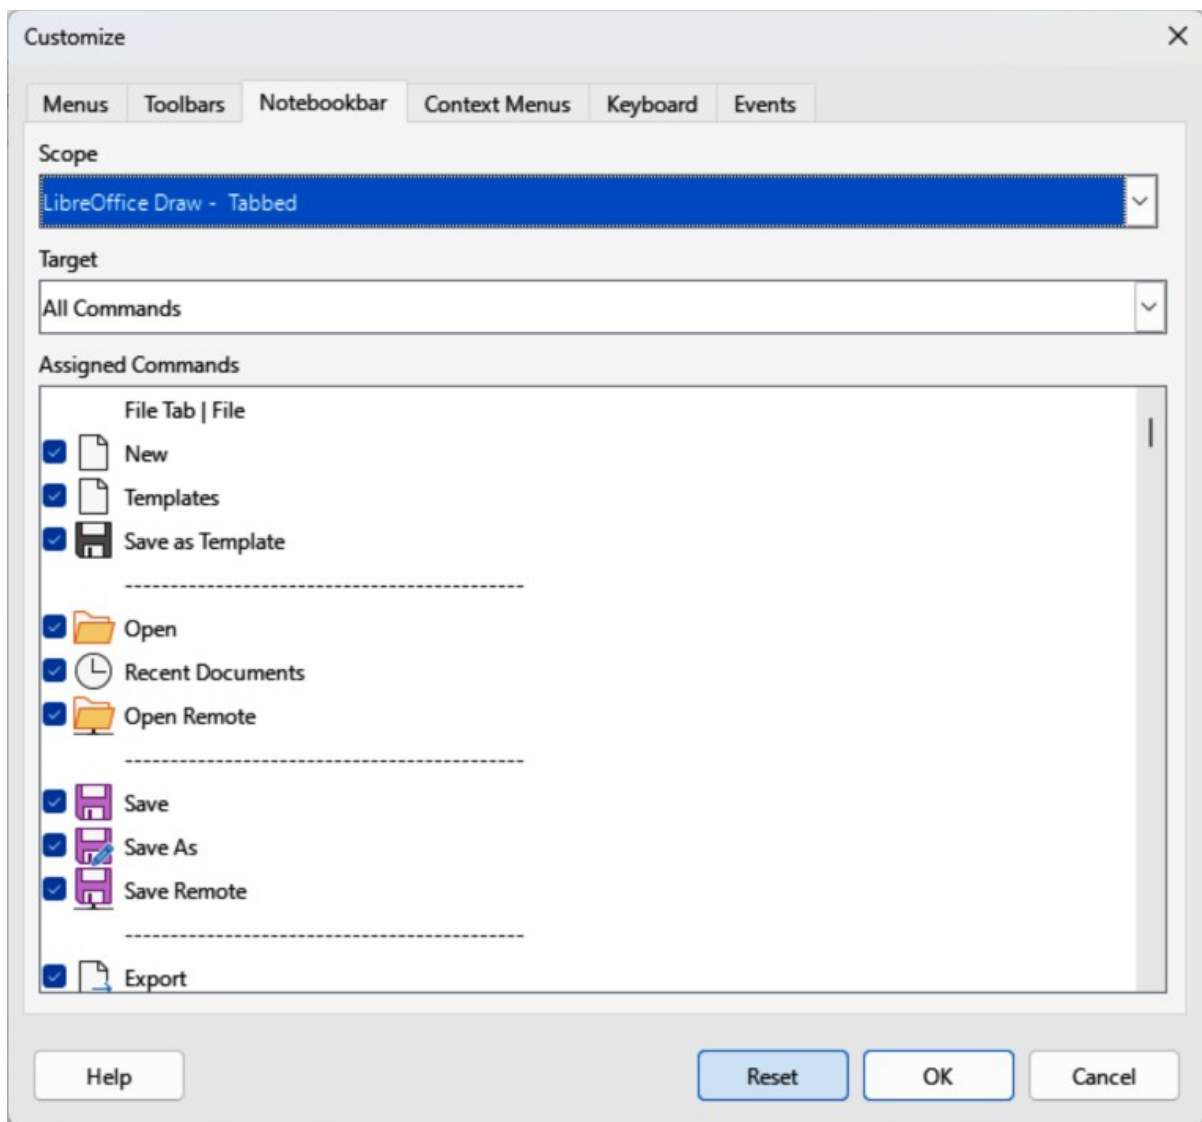 Customize
Menus Toolbars Notebookbar Context Menus Keyboard Events
Scope
LibreOffice Draw - Tabbed
Target
All Commands
Assigned Commands
File Tab | File
New
Templates
Save as Template
--------------------------------------------
Open
Recent Documents
Open Remote
--------------------------------------------
Save
Save As
Save Remote
--------------------------------------------
Export
Help Reset OK Cancel